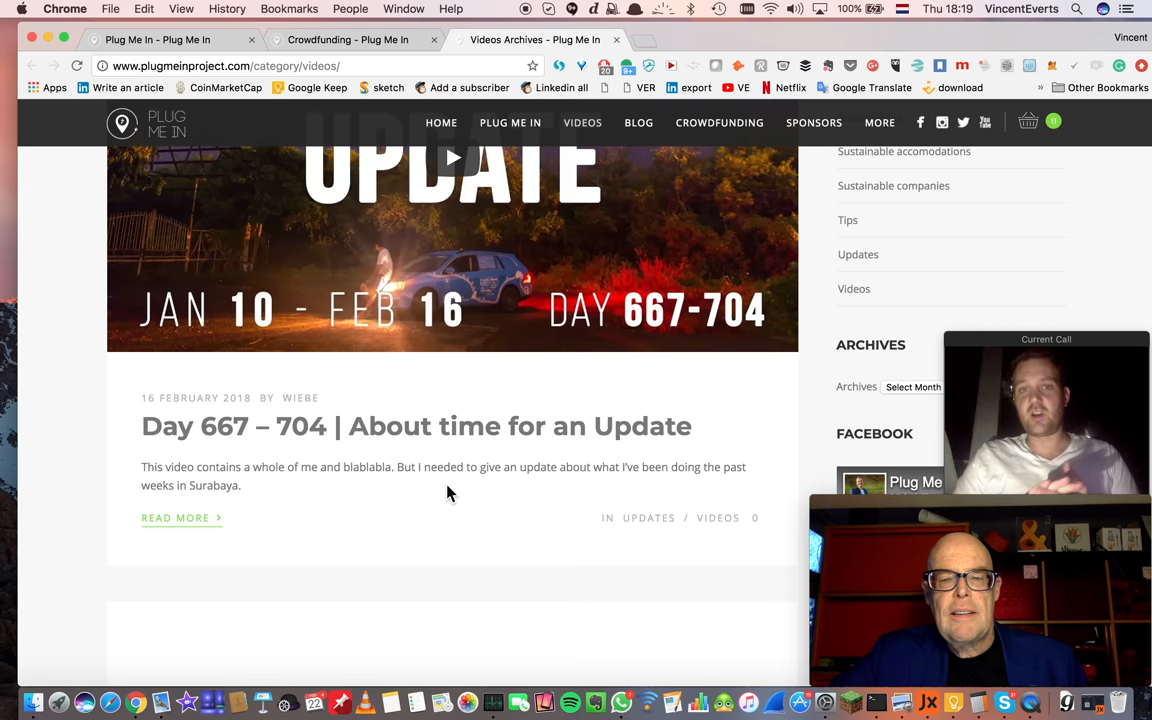 Chrome File Edit View History Bookmarks People Window Help 100% Thu 18:19 VincentEverts
Plug Me In - Plug Me In Crowdfunding - Plug Me In Videos Archives - Plug Me In Vincent
www.plugmeinproject.com/category/videos/ 20 9+
Apps Write an article CoinMarketCap Google Keep sketch Add a subscriber Linkedin all VER export VE Netflix Google Translate download » Other Bookmarks
PLUG ME IN HOME PLUG ME IN VIDEOS BLOG CROWDFUNDING SPONSORS MORE You Tube 0
UPDATE
JAN 10 - FEB 16 DAY 667-704
16 FEBRUARY 2018 BY WIEBE
Day 667 – 704 | About time for an Update
This video contains a whole of me and blablabla. But I needed to give an update about what I've been doing the past
weeks in Surabaya.
READ MORE ›
IN UPDATES / VIDEOS 0
Sustainable accomodations
Sustainable companies
Tips
Updates
Videos
ARCHIVES
Archives Select Month
FACEBOOK
Plug Me
Current Call